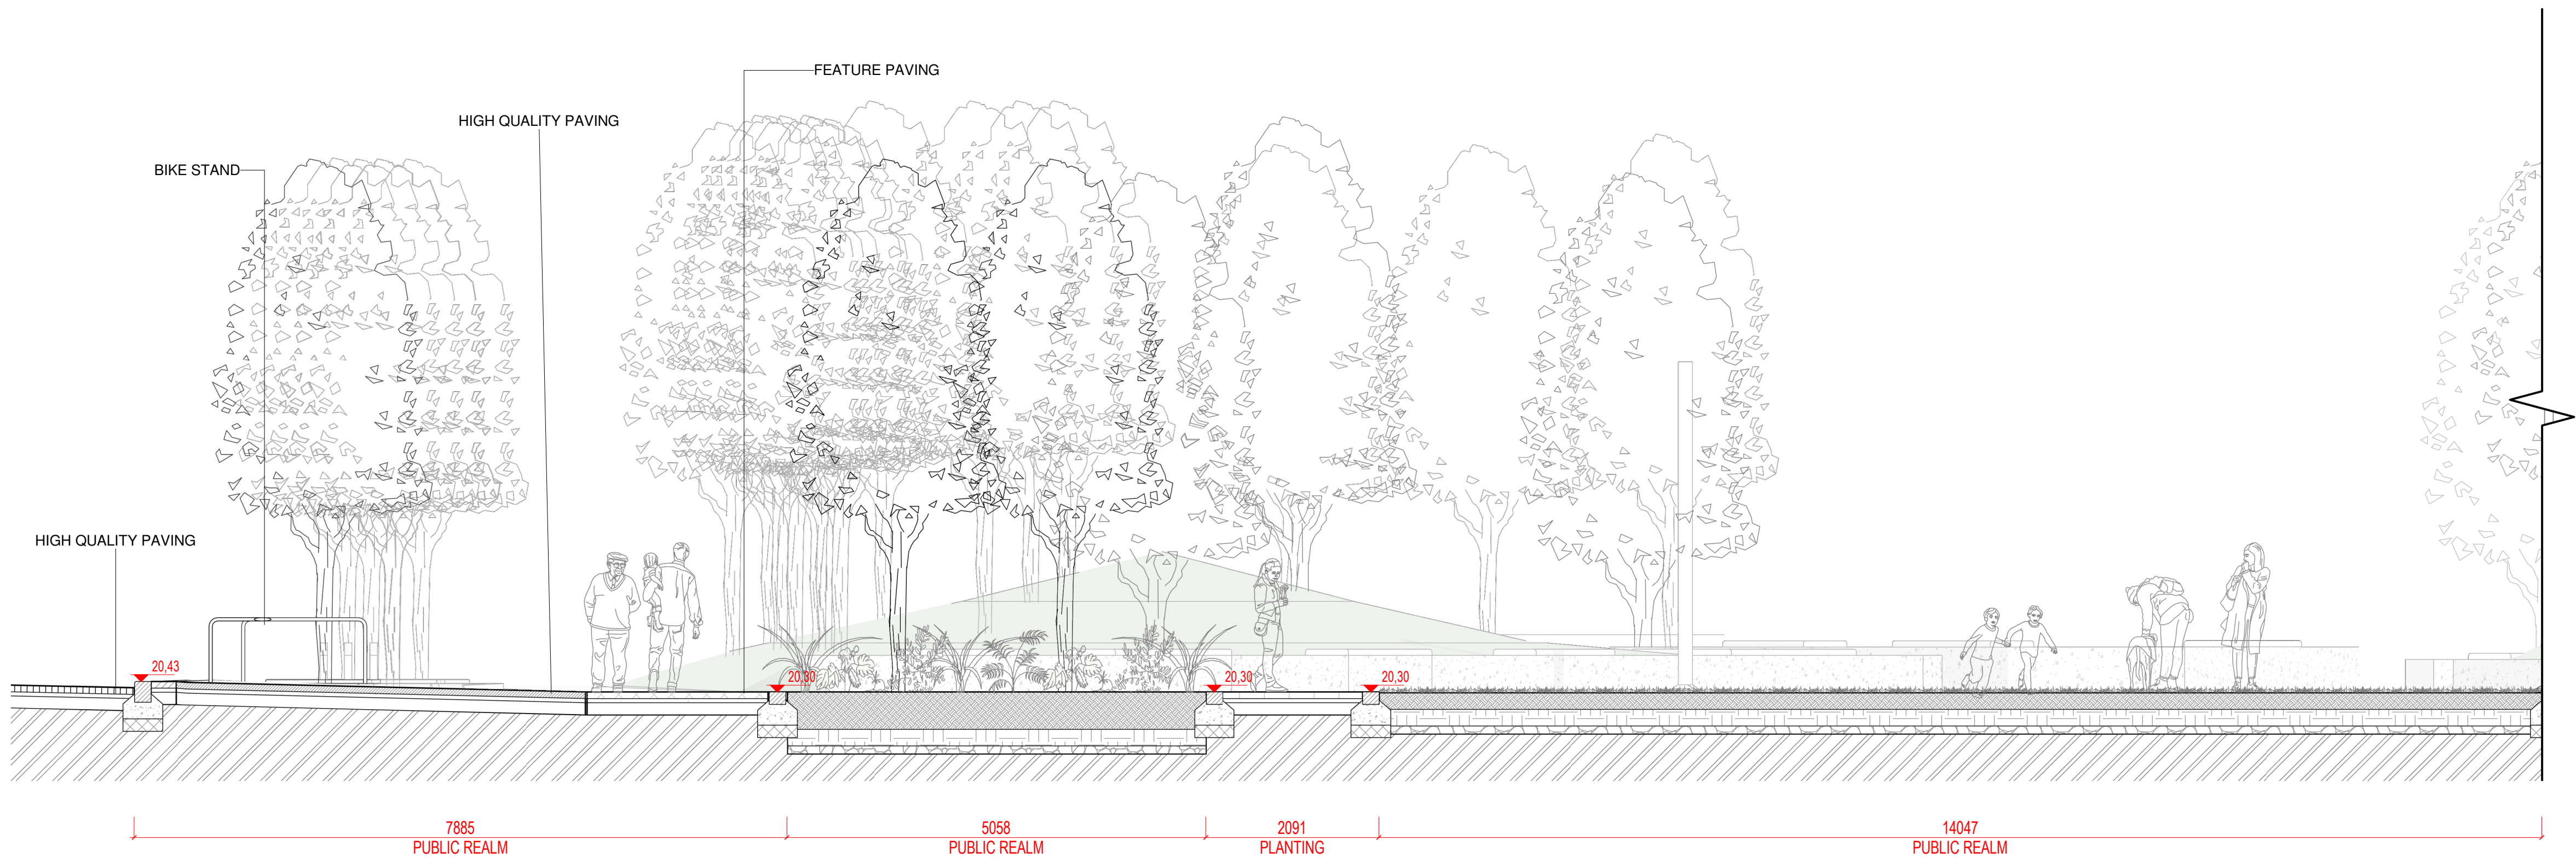 FEATURE PAVING
HIGH QUALITY PAVING
BIKE STAND
HIGH QUALITY PAVING
20,43
20,30
20,30
20,30
7885
PUBLIC REALM
5058
PUBLIC REALM
2091
PLANTING
14047
PUBLIC REALM